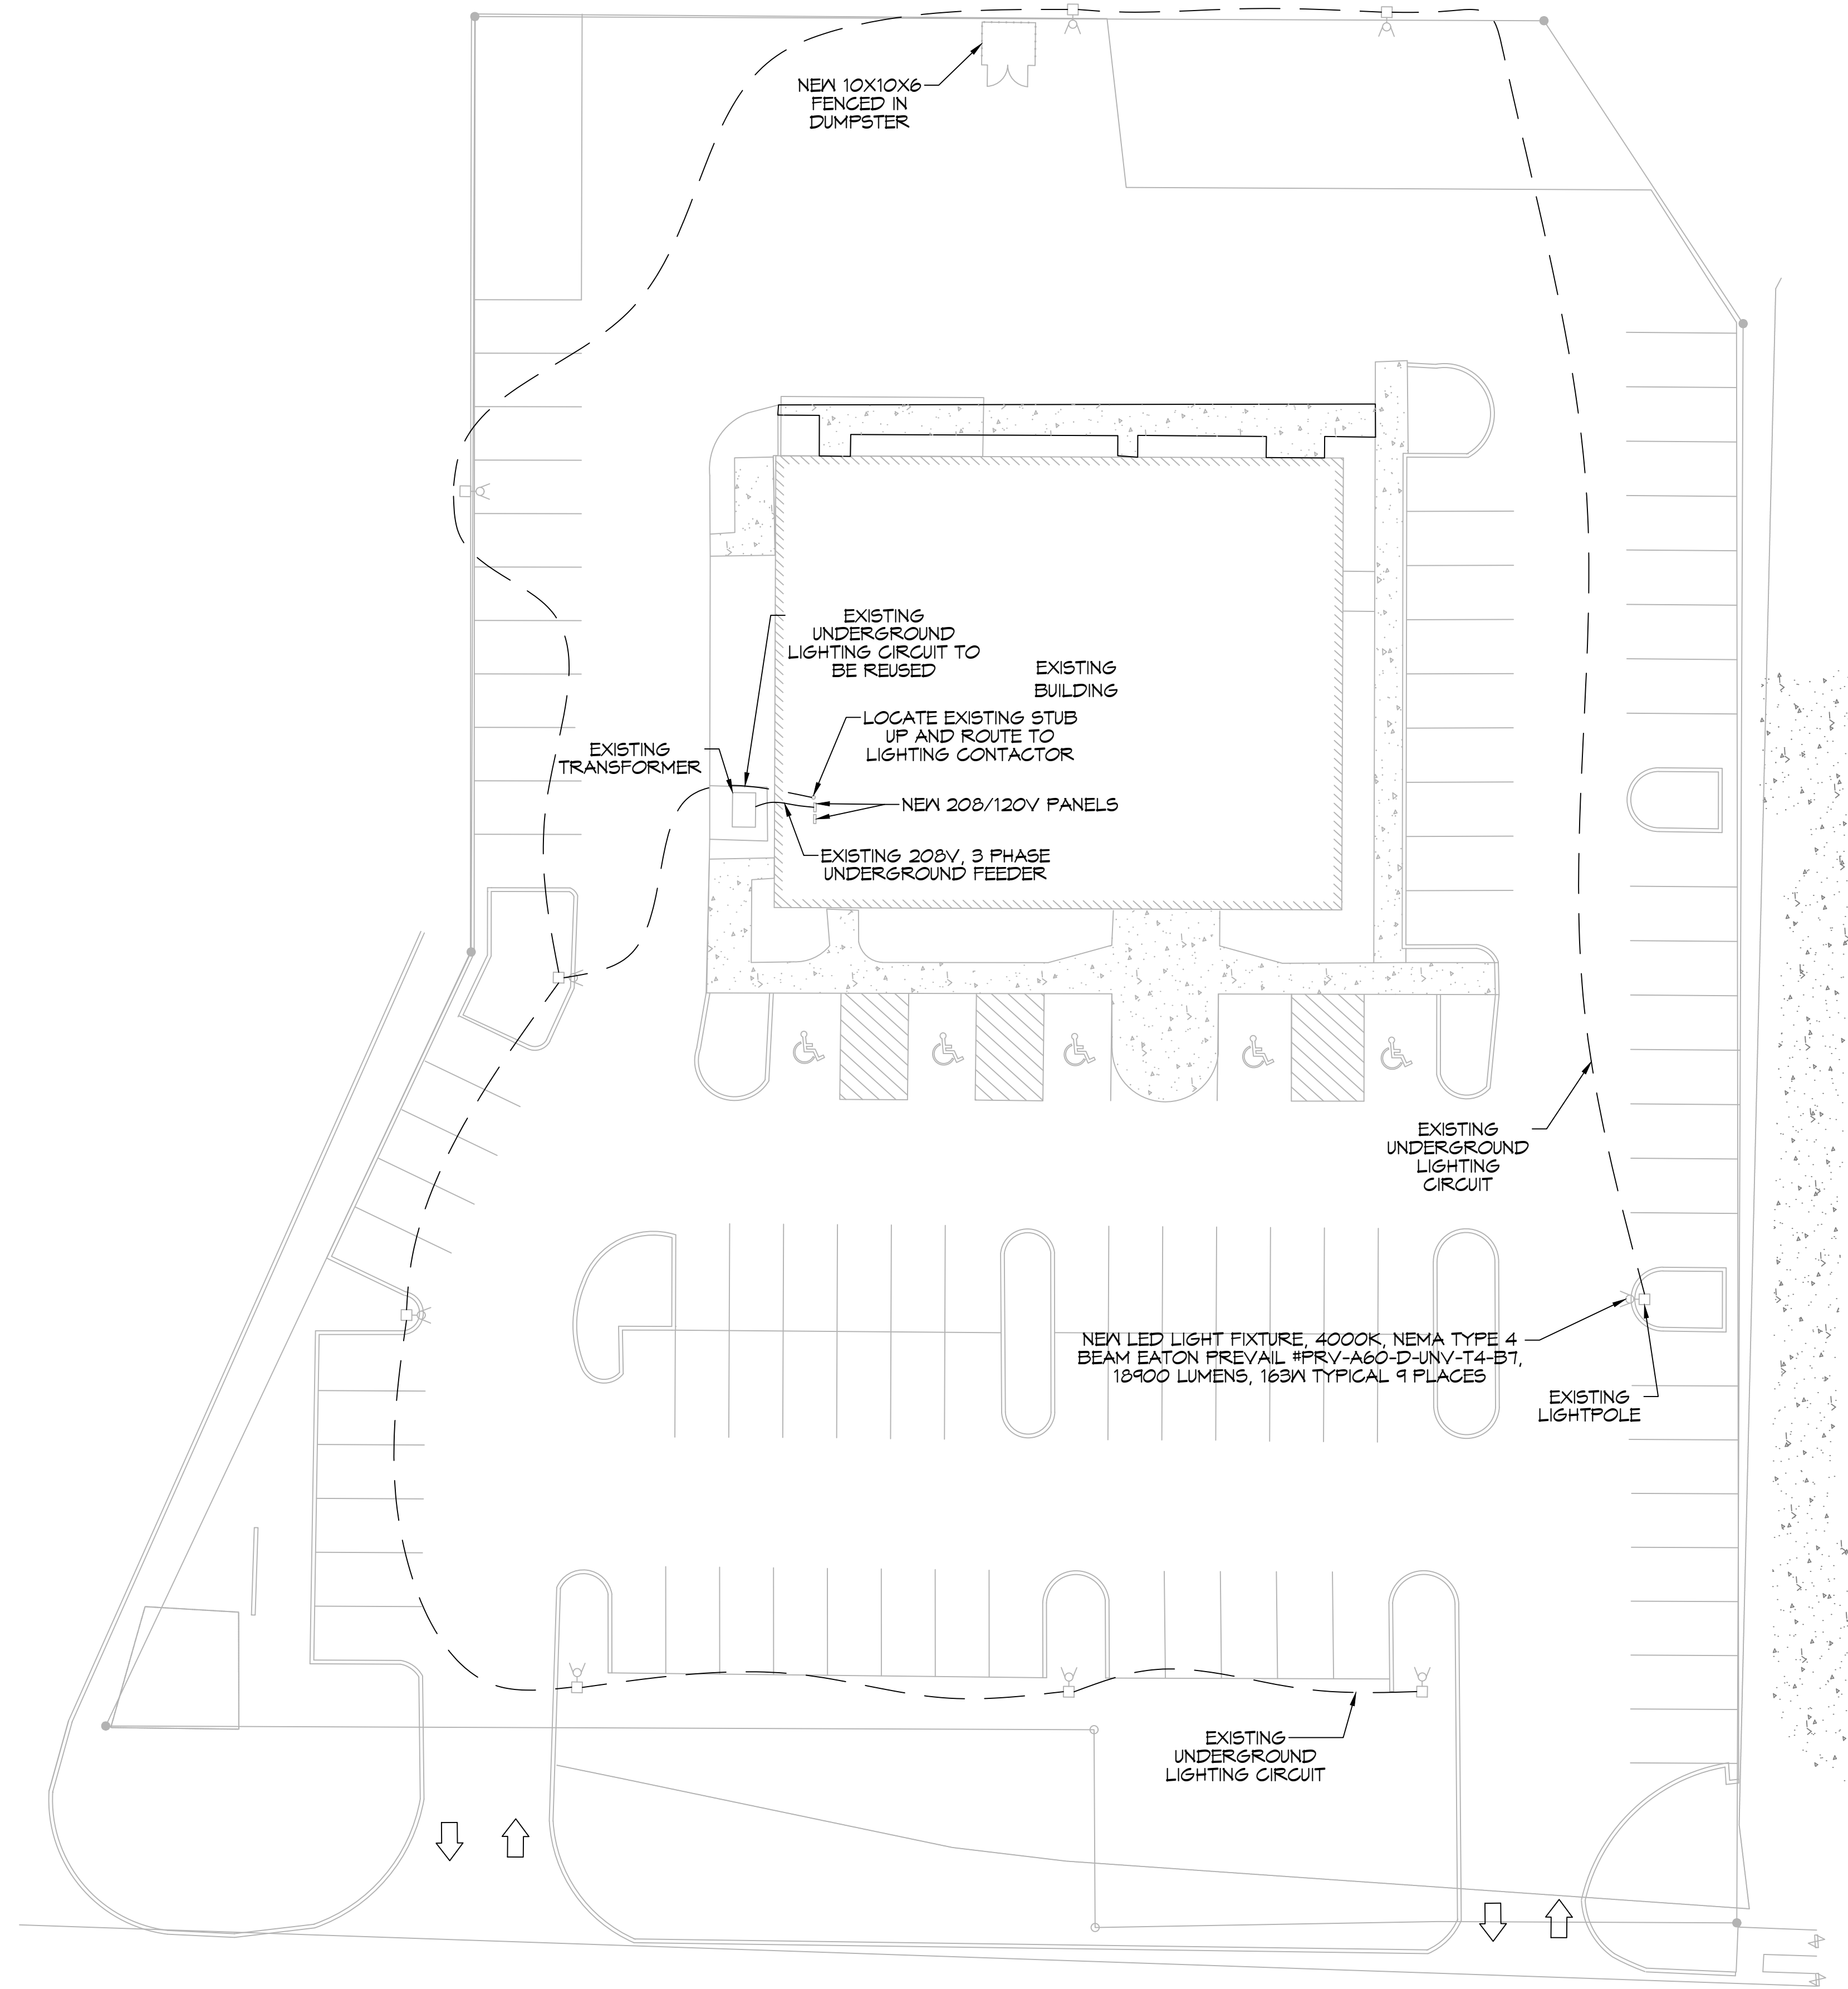 NEW 10X10X6
FENCED IN
DUMPSTER
EXISTING
UNDERGROUND
LIGHTING CIRCUIT TO
BE REUSED
EXISTING
BUILDING
LOCATE EXISTING STUB
UP AND ROUTE TO
LIGHTING CONTACTOR
EXISTING
TRANSFORMER
NEW 208/120V PANELS
EXISTING 208V, 3 PHASE
UNDERGROUND FEEDER
EXISTING
UNDERGROUND
LIGHTING
CIRCUIT
NEW LED LIGHT FIXTURE, 4000K, NEMA TYPE 4
BEAM EATON PREVAIL #PRV-A60-D-UNV-T4-BZ,
18900 LUMENS, 163W TYPICAL 9 PLACES
EXISTING
LIGHTPOLE
EXISTING
UNDERGROUND
LIGHTING CIRCUIT